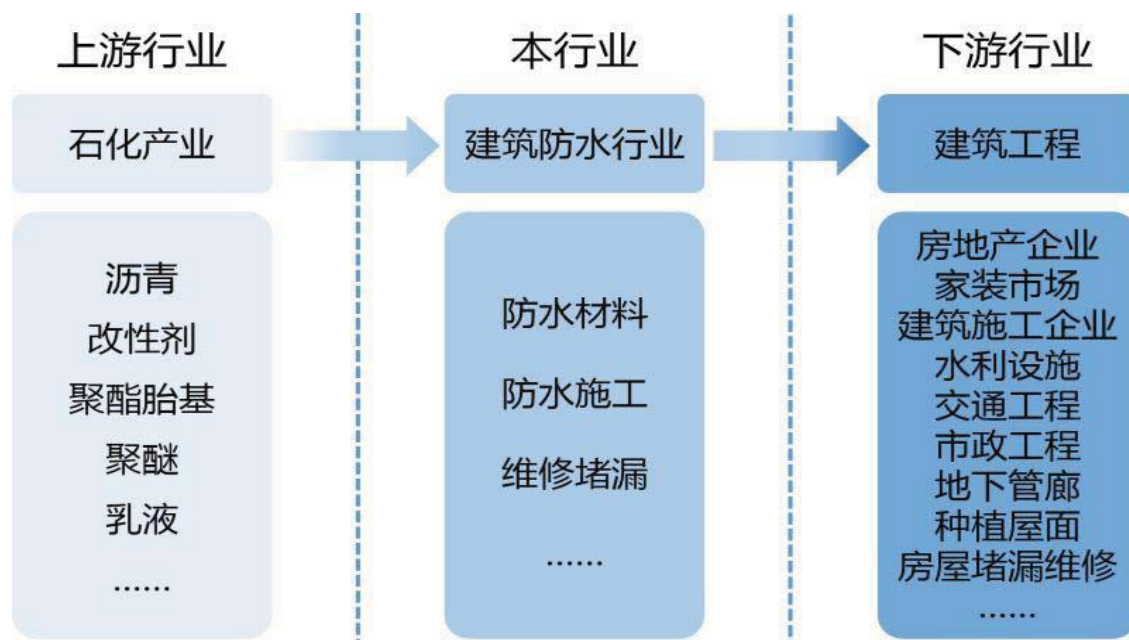 上游行业
石化产业
沥青
改性剂
聚酯胎基
聚醚
乳液
......
本行业
建筑防水行业
防水材料
防水施工
维修堵漏
......
下游行业
建筑工程
房地产企业
家装市场
建筑施工企业
水利设施
交通工程
市政工程
地下管廊
种植屋面
房屋堵漏维修
......